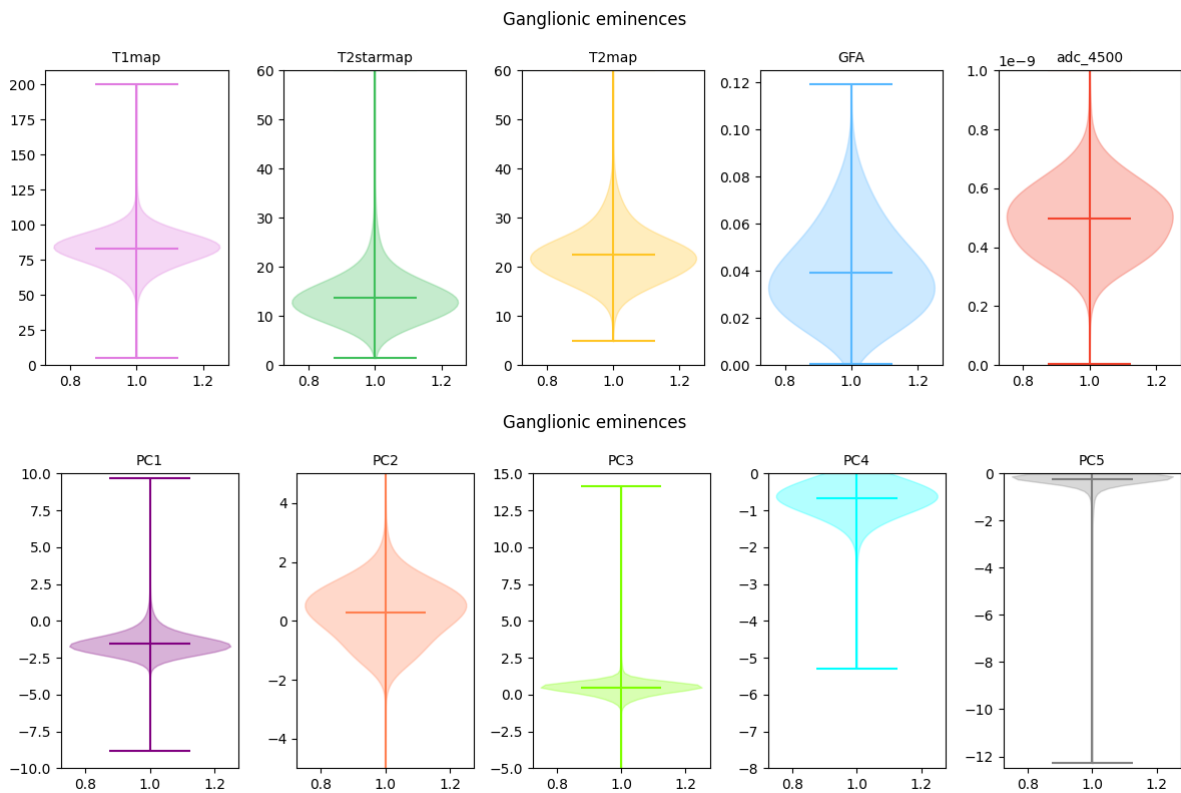 Ganglionic eminences
T1map T2starmap T2map GFA adc_4500
1e−9
200 60 60 0.12 1.0
175 50 50 0.10 0.8
150 40 40 0.08 0.6
125 30 30 0.06 0.4
100 20 20 0.04 0.2
75 10 10 0.02 0.0
50 0 0 0.00
25
0
0.8 1.0 1.2 0.8 1.0 1.2 0.8 1.0 1.2 0.8 1.0 1.2 0.8 1.0 1.2
Ganglionic eminences
PC1 PC2 PC3 PC4 PC5
10.0 4 15.0 0 0
7.5 2 12.5 −1 −2
5.0 0 10.0 −2 −4
2.5 −2 7.5 −3 −6
0.0 −4 5.0 −4 −8
−2.5 2.5 −5 −10
−5.0 0.0 −6 −12
−7.5 −2.5 −7
−10.0 −5.0 −8
0.8 1.0 1.2 0.8 1.0 1.2 0.8 1.0 1.2 0.8 1.0 1.2 0.8 1.0 1.2